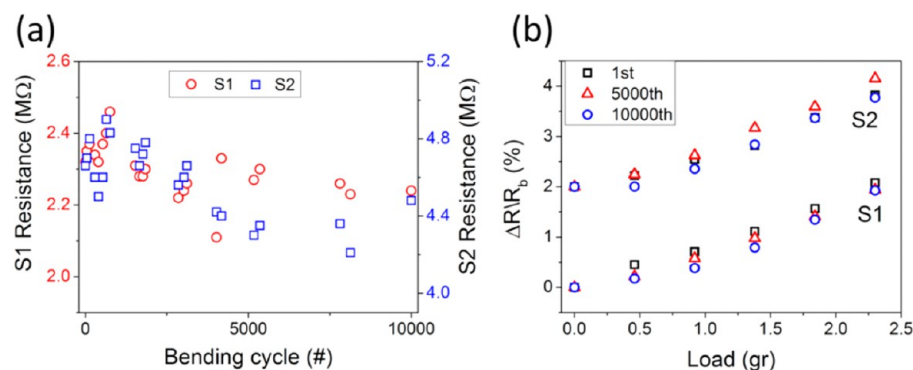 (a)
S1 Resistance (MΩ)
2.6
2.4
2.2
2.0
S1 S2
5.2
4.8
4.4
4.0
S2 Resistance (MΩ)
0 5000 10000
Bending cycle (#)
(b)
ΔR\R_b (%)
4
3
2
1
0
1st
5000th
10000th
S2
S1
0.0 0.5 1.0 1.5 2.0 2.5
Load (gr)